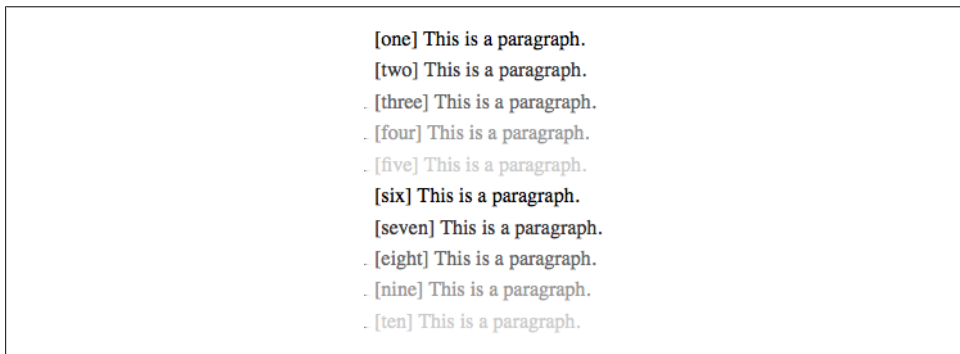 [one] This is a paragraph.
[two] This is a paragraph.
[three] This is a paragraph.
[four] This is a paragraph.
[five] This is a paragraph.
[six] This is a paragraph.
[seven] This is a paragraph.
[eight] This is a paragraph.
[nine] This is a paragraph.
[ten] This is a paragraph.